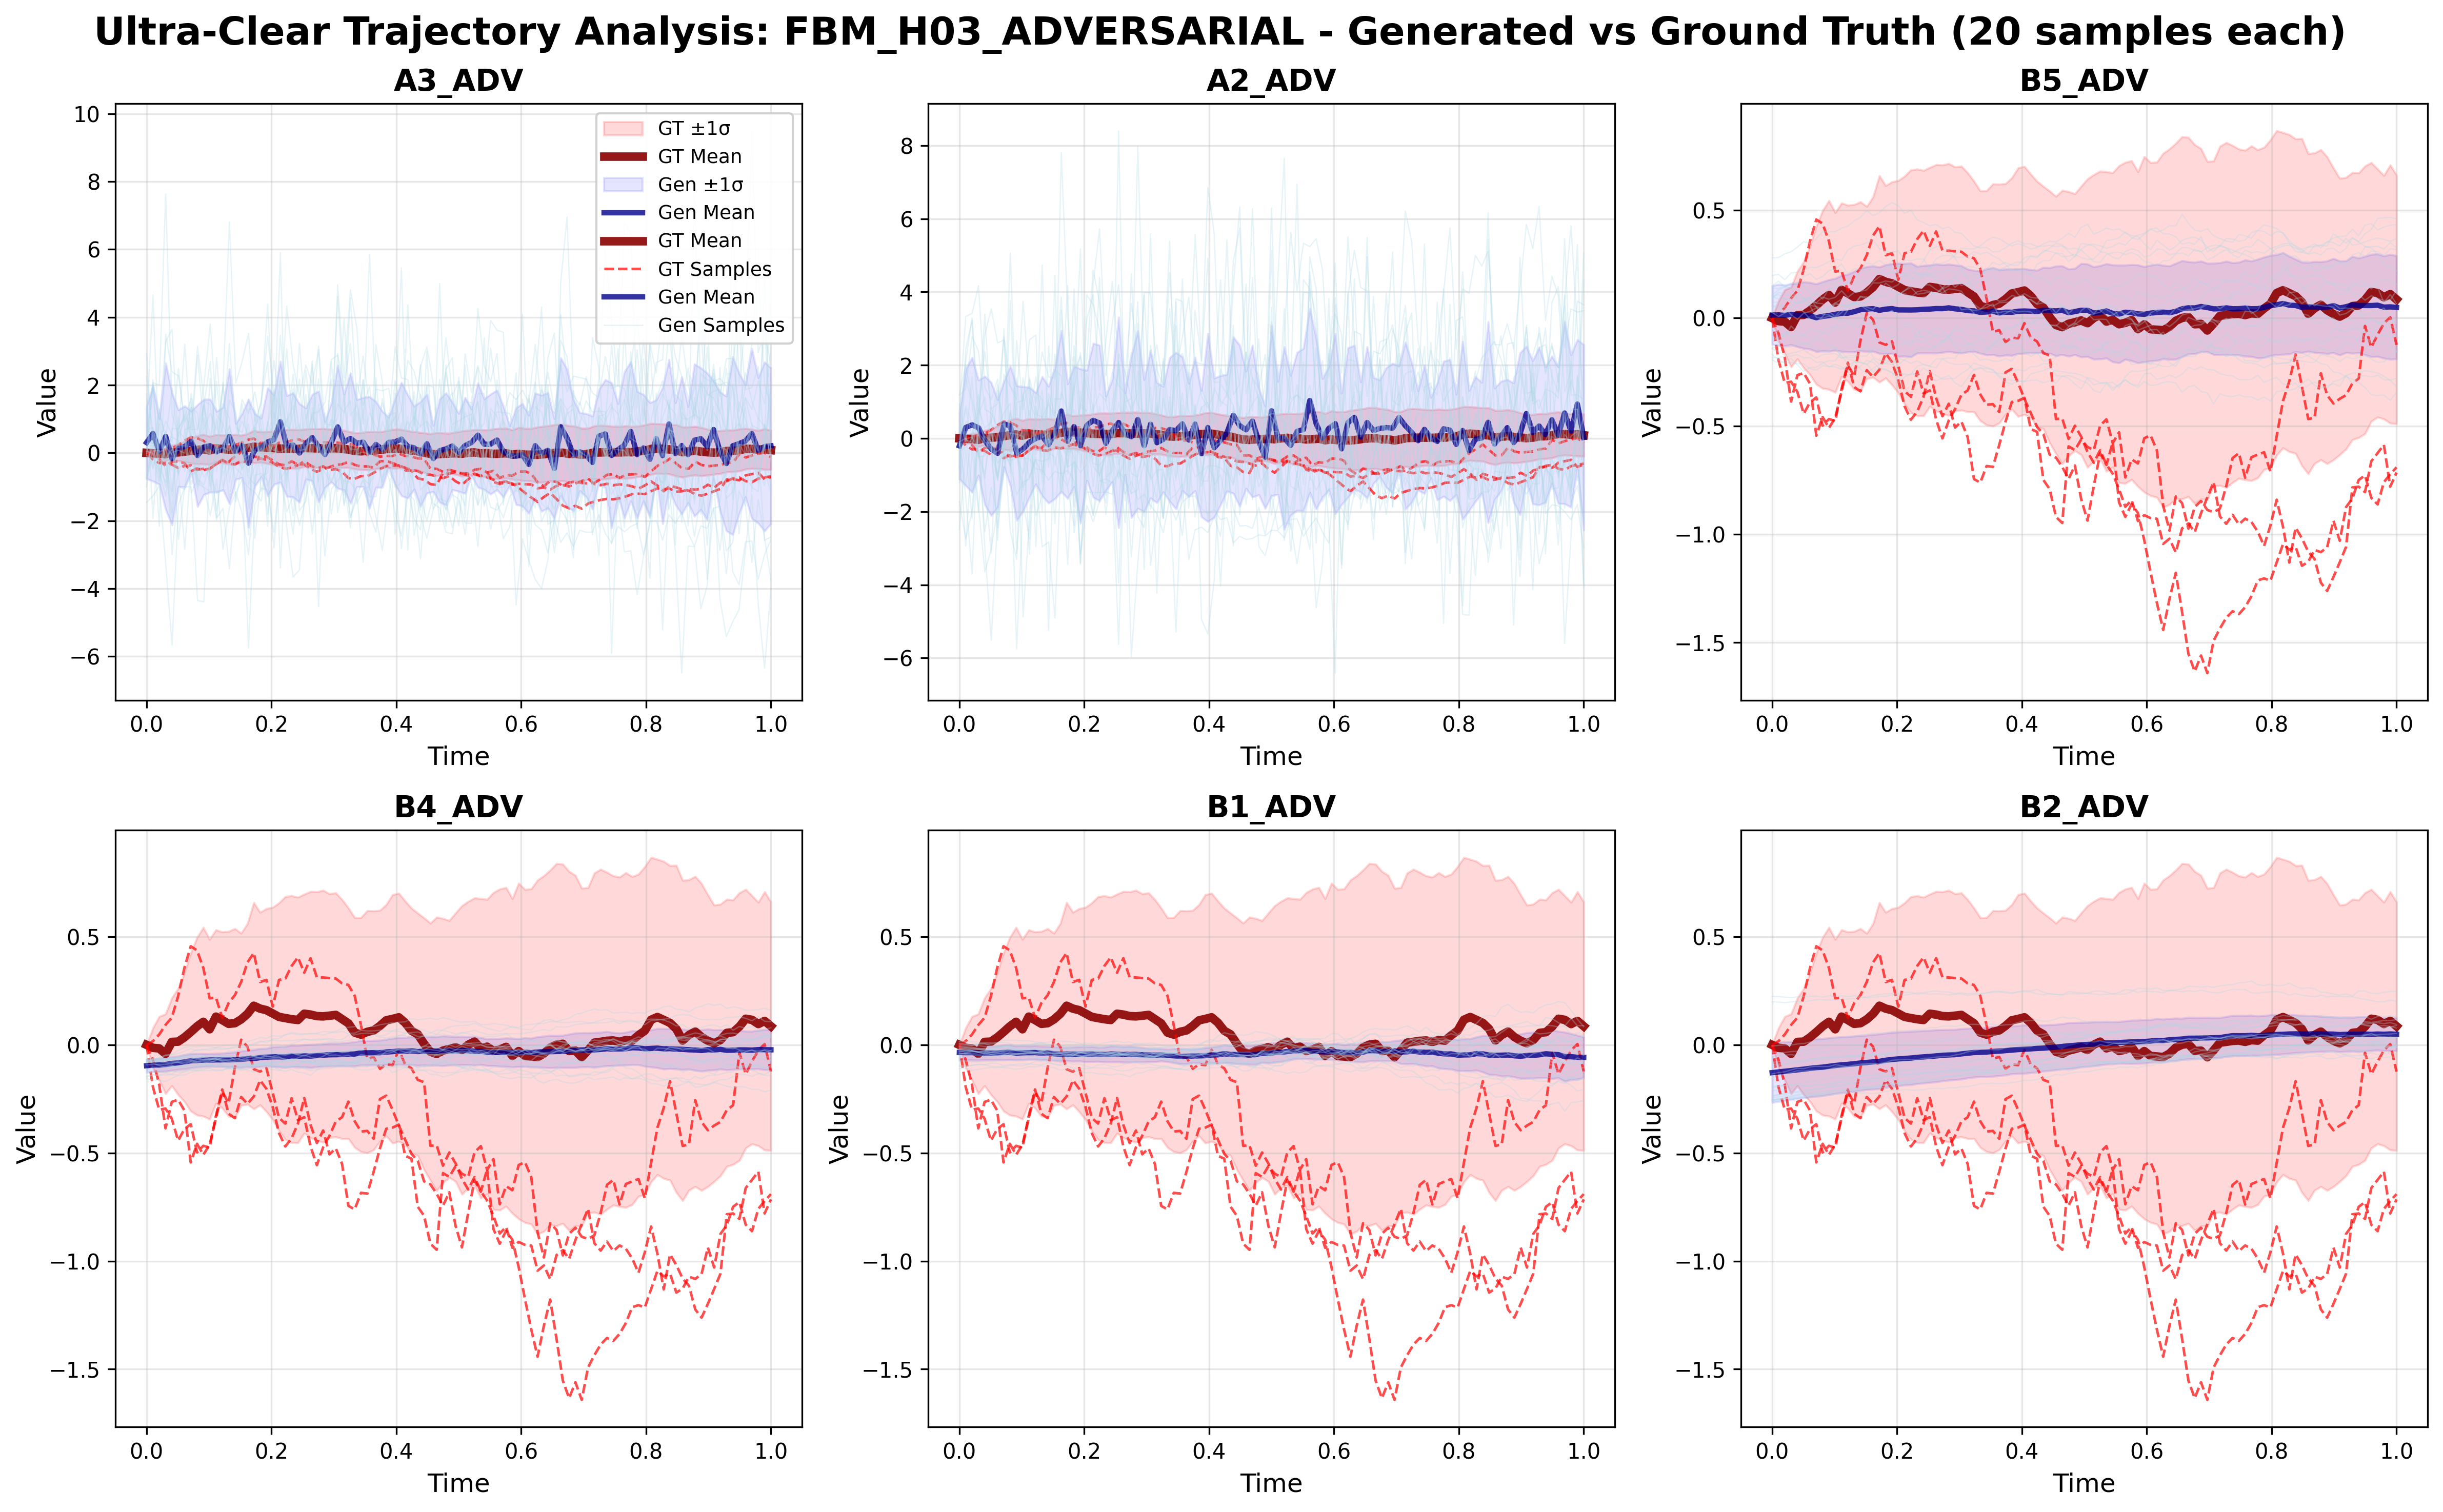 Ultra-Clear Trajectory Analysis: FBM_H03_ADVERSARIAL - Generated vs Ground Truth (20 samples each)
A3_ADV
10
8
6
4
2
0
−2
−4
−6
Value
0.0 0.2 0.4 0.6 0.8 1.0
Time
GT ±1σ
GT Mean
Gen ±1σ
Gen Mean
GT Mean
GT Samples
Gen Mean
Gen Samples
A2_ADV
8
6
4
2
0
−2
−4
−6
Value
0.0 0.2 0.4 0.6 0.8 1.0
Time
B5_ADV
0.5
0.0
−0.5
−1.0
−1.5
Value
0.0 0.2 0.4 0.6 0.8 1.0
Time
B4_ADV
0.5
0.0
−0.5
−1.0
−1.5
Value
0.0 0.2 0.4 0.6 0.8 1.0
Time
B1_ADV
0.5
0.0
−0.5
−1.0
−1.5
Value
0.0 0.2 0.4 0.6 0.8 1.0
Time
B2_ADV
0.5
0.0
−0.5
−1.0
−1.5
Value
0.0 0.2 0.4 0.6 0.8 1.0
Time